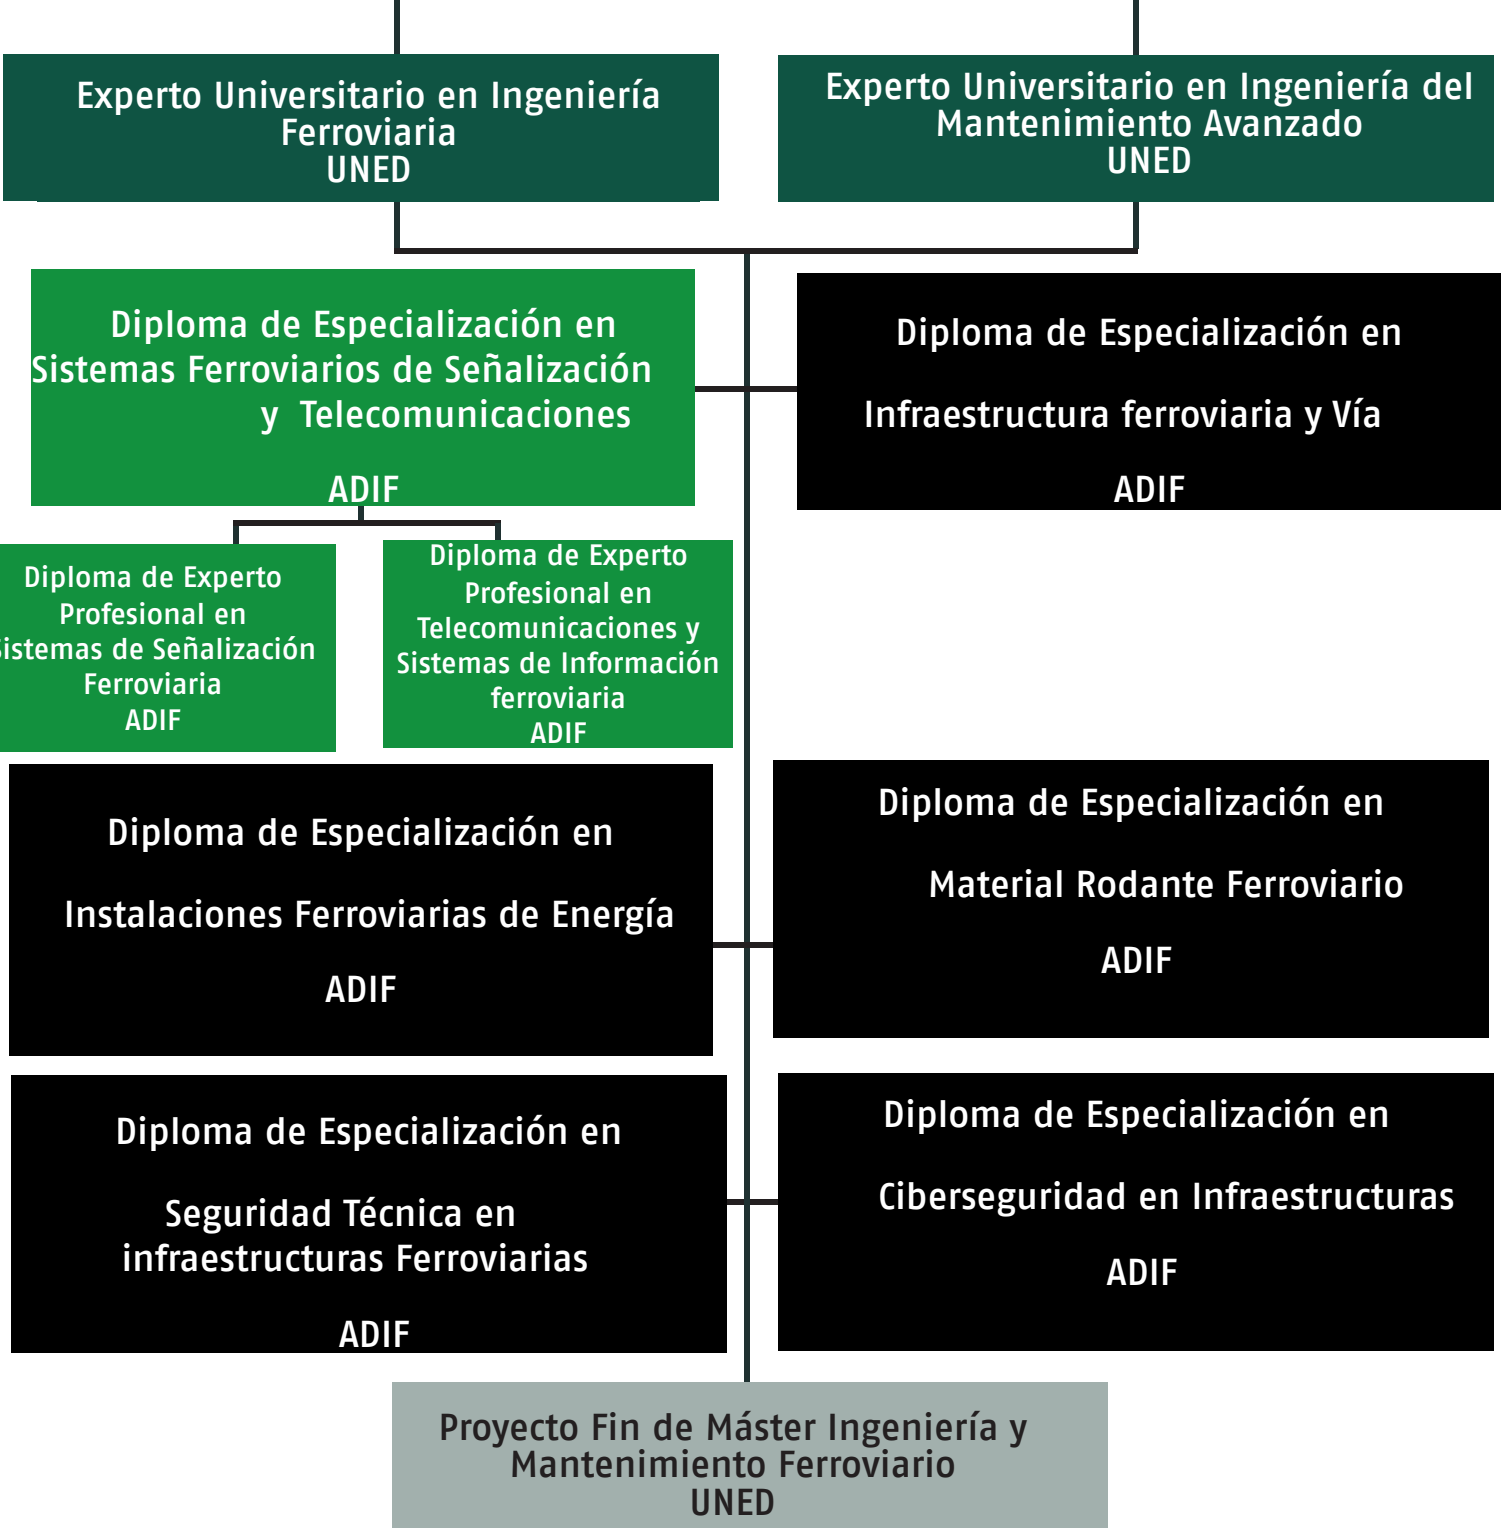 Experto Universitario en Ingeniería
Ferroviaria
UNED
Experto Universitario en Ingeniería del
Mantenimiento Avanzado
UNED
Diploma de Especialización en
Sistemas Ferroviarios de Señalización
y Telecomunicaciones
ADIF
Diploma de Especialización en
Infraestructura ferroviaria y Vía
ADIF
Diploma de Experto
Profesional en
Sistemas de Señalización
Ferroviaria
ADIF
Diploma de Experto
Profesional en
Telecomunicaciones y
Sistemas de Información
ferroviaria
ADIF
Diploma de Especialización en
Instalaciones Ferroviarias de Energía
ADIF
Diploma de Especialización en
Material Rodante Ferroviario
ADIF
Diploma de Especialización en
Seguridad Técnica en
infraestructuras Ferroviarias
ADIF
Diploma de Especialización en
Ciberseguridad en Infraestructuras
ADIF
Proyecto Fin de Máster Ingeniería y
Mantenimiento Ferroviario
UNED